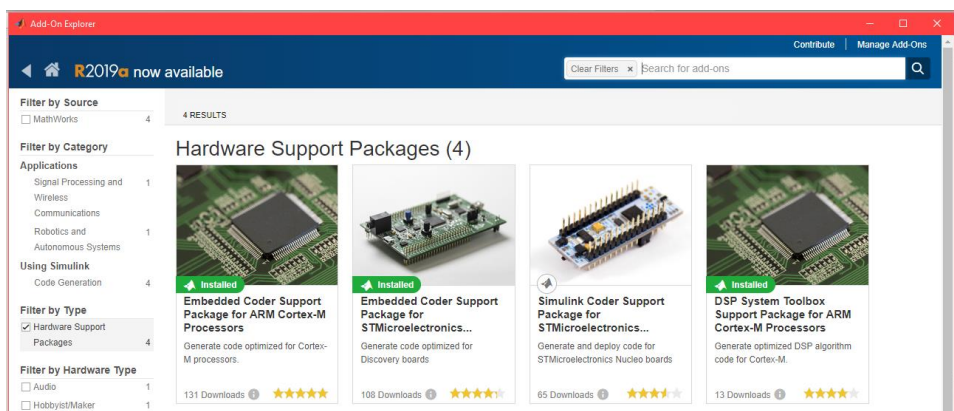 Add-On Explorer
Contribute | Manage Add-Ons
R2019a now available
Clear Filters × Search for add-ons
Filter by Source
MathWorks 4
Filter by Category
Applications
Signal Processing and 1
Wireless
Communications
Robotics and 1
Autonomous Systems
Using Simulink
Code Generation 4
Filter by Type
Hardware Support
Packages 4
Filter by Hardware Type
Audio 1
Hobbyist/Maker 1
4 RESULTS
Hardware Support Packages (4)
Installed
Embedded Coder Support
Package for ARM Cortex-M
Processors
Generate code optimized for Cortex-
M processors.
131 Downloads
Installed
Embedded Coder Support
Package for
STMicroelectronics...
Generate code optimized for
Discovery boards
108 Downloads
Simulink Coder Support
Package for
STMicroelectronics...
Generate and deploy code for
STMicroelectronics Nucleo boards
65 Downloads
Installed
DSP System Toolbox
Support Package for ARM
Cortex-M Processors
Generate optimized DSP algorithm
code for Cortex-M.
13 Downloads